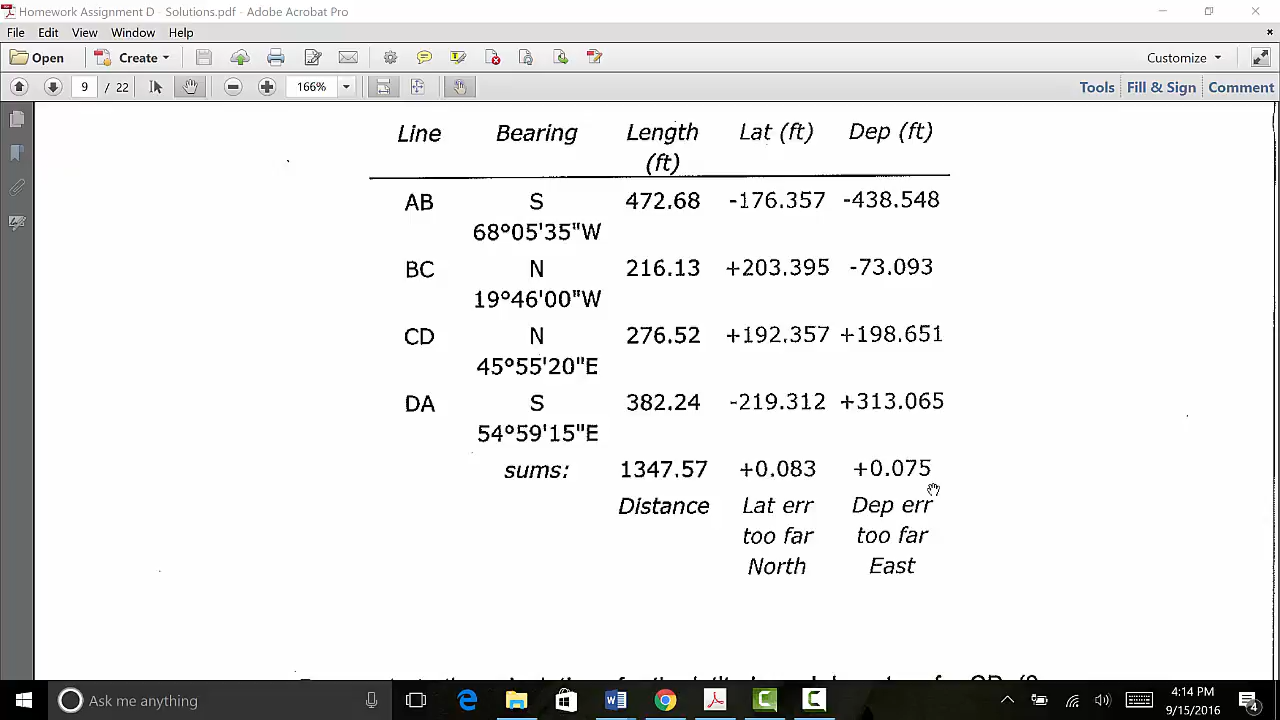 Homework Assignment D - Solutions.pdf - Adobe Acrobat Pro
File Edit View Window Help
Open Create Customize
9 / 22 166% Tools Fill & Sign Comment
Line Bearing Length Lat (ft) Dep (ft)
(ft)
AB S 472.68 -176.357 -438.548
68°05'35"W
BC N 216.13 +203.395 -73.093
19°46'00"W
CD N 276.52 +192.357 +198.651
45°55'20"E
DA S 382.24 -219.312 +313.065
54°59'15"E
sums: 1347.57 +0.083 +0.075
Distance Lat err Dep err
too far too far
North East
Ask me anything 4:14 PM
9/15/2016 4